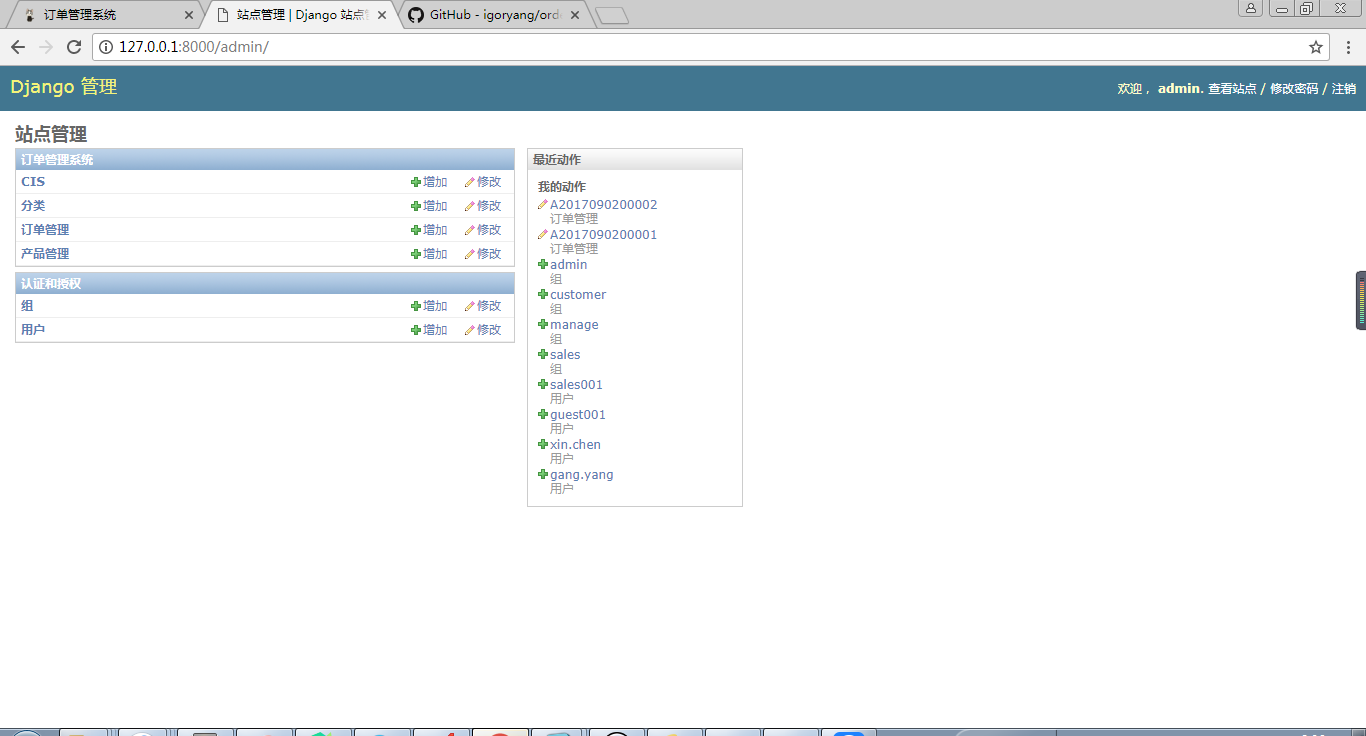 订单管理系统
站点管理 | Django 站点
GitHub - igoryang/ord
127.0.0.1:8000/admin/
Django 管理
欢迎， admin. 查看站点 / 修改密码 / 注销
站点管理
订单管理系统
CIS 增加 修改
分类 增加 修改
订单管理 增加 修改
产品管理 增加 修改
认证和授权
组 增加 修改
用户 增加 修改
最近动作
我的动作
A2017090200002
订单管理
A2017090200001
订单管理
admin
组
customer
组
manage
组
sales
组
sales001
用户
guest001
用户
xin.chen
用户
gang.yang
用户